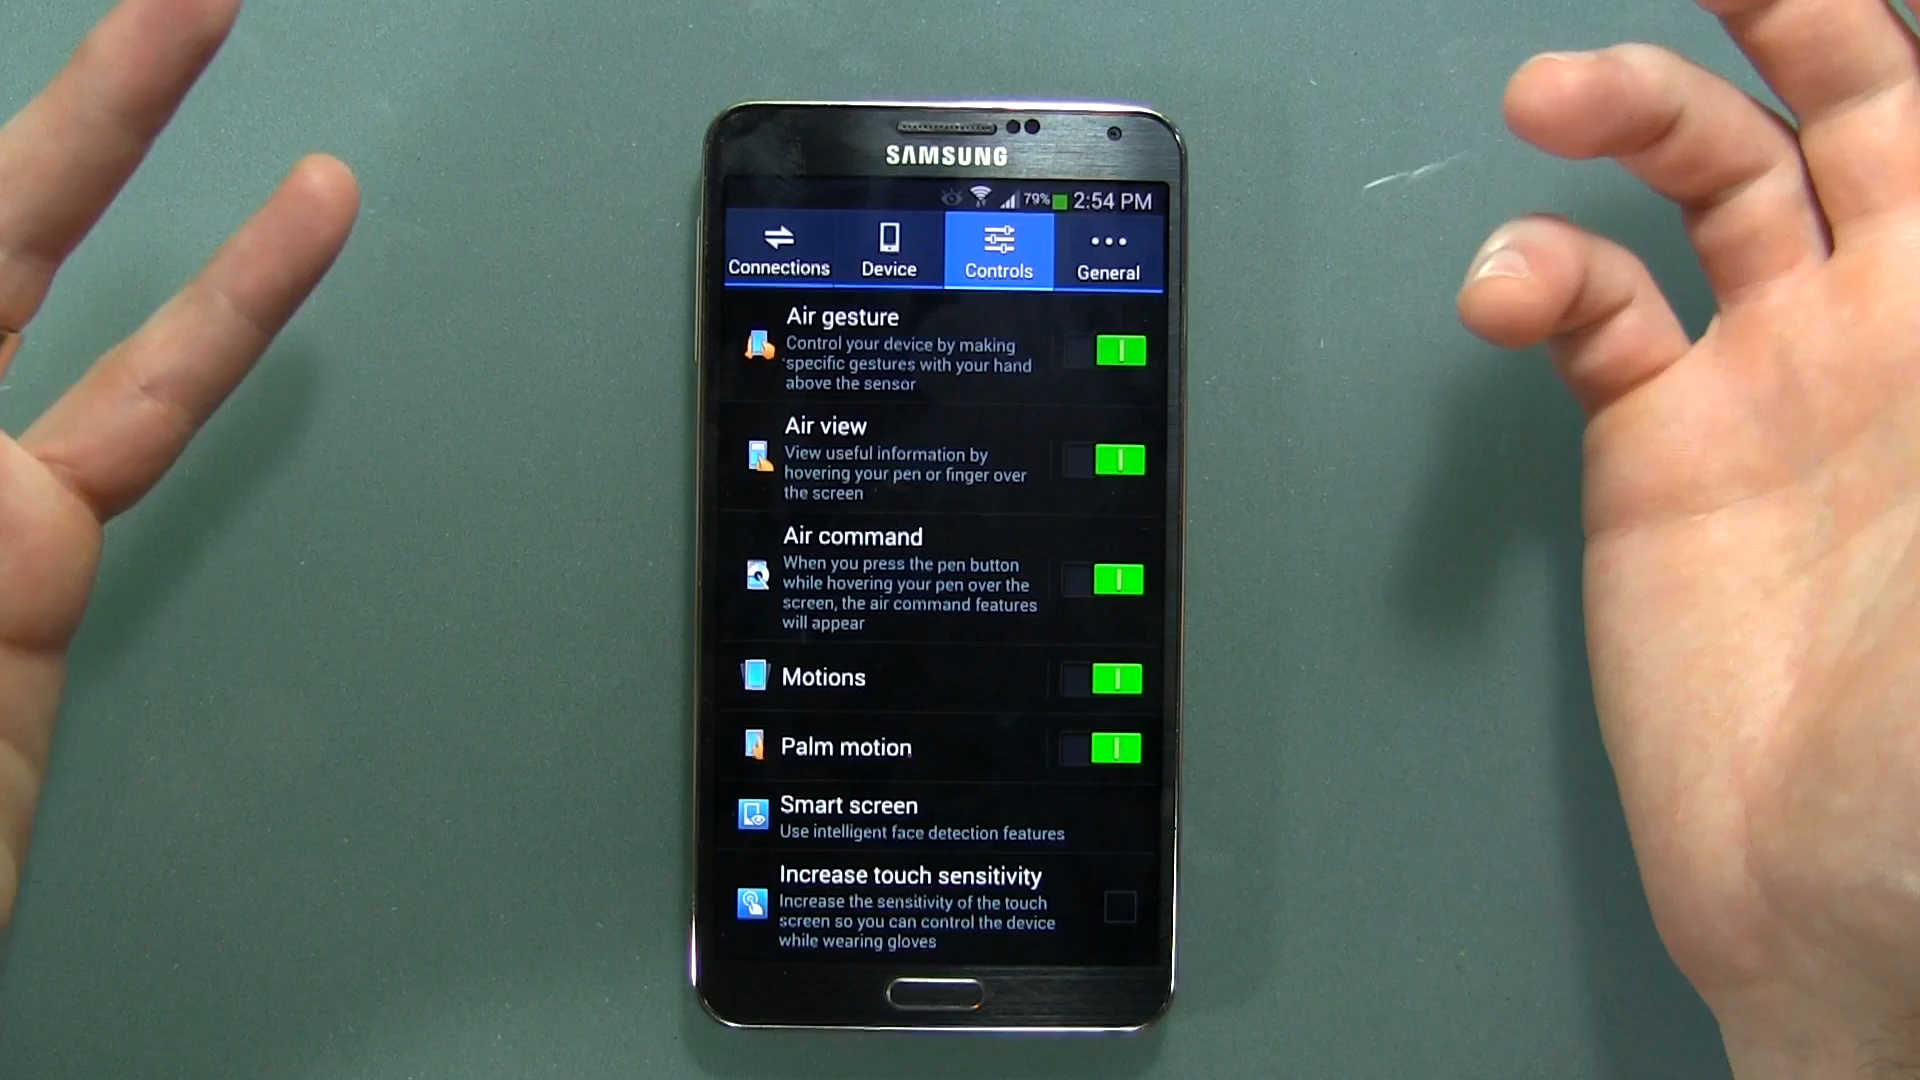 SAMSUNG
79% 2:54 PM
Connections Device Controls General
Air gesture
Control your device by making
specific gestures with your hand
above the sensor
Air view
View useful information by
hovering your pen or finger over
the screen
Air command
When you press the pen button
while hovering your pen over the
screen, the air command features
will appear
Motions
Palm motion
Smart screen
Use intelligent face detection features
Increase touch sensitivity
Increase the sensitivity of the touch
screen so you can control the device
while wearing gloves